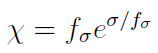 χ = f_σ e^{σ/f_σ}